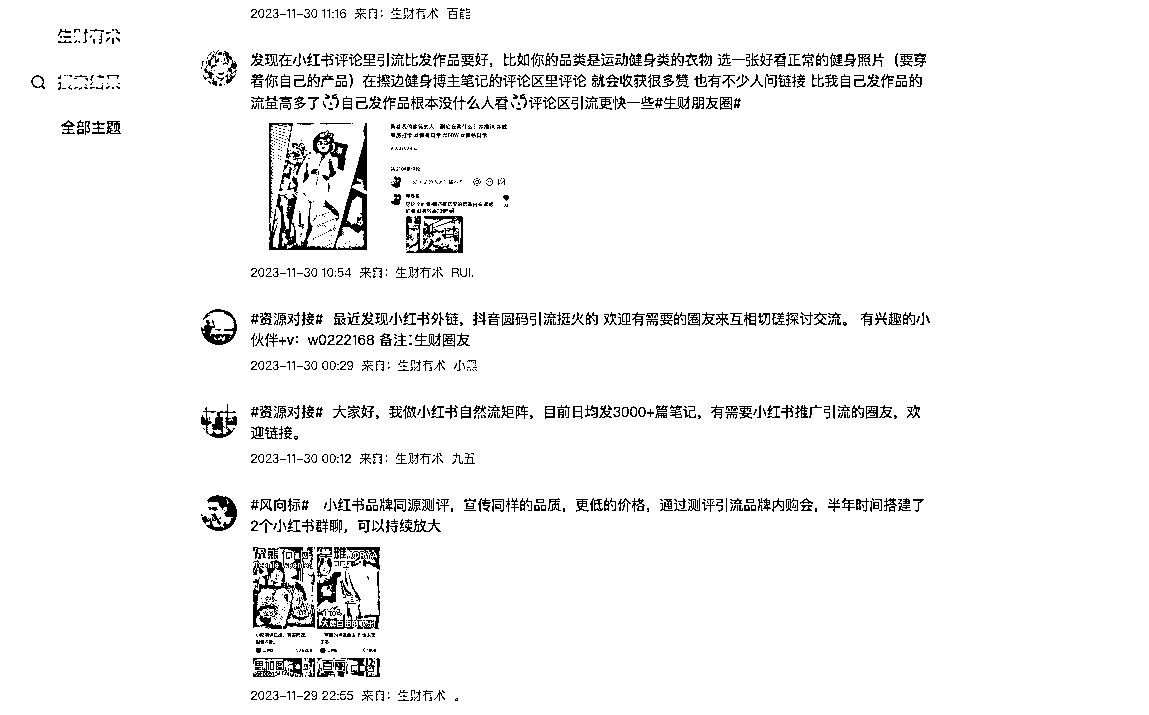 2023-11-30 11:16 来自：生财有术 百能
生财有术
搜索结果
全部主题
发现在小红书评论里引流比发作品要好，比如你的品类是运动健身类的衣物 选一张好看正常的健身照片（要穿
着你自己的产品）在擦边健身博主笔记的评论区里评论 就会收获很多赞 也有不少人问链接 比我自己发作品的
流量高多了自己发作品根本没什么人看评论区引流更快一些#生财朋友圈#
2023-11-30 10:54 来自：生财有术 RUI.
#资源对接# 最近发现小红书外链，抖音圆码引流挺火的 欢迎有需要的圈友来互相切磋探讨交流。 有兴趣的小
伙伴+v：w0222168 备注：生财圈友
2023-11-30 00:29 来自：生财有术 小黑
#资源对接# 大家好，我做小红书自然流矩阵，目前日均发3000+篇笔记，有需要小红书推广引流的圈友，欢
迎链接。
2023-11-30 00:12 来自：生财有术 九五
#风向标# 小红书品牌同源测评，宣传同样的品质，更低的价格，通过测评引流品牌内购会，半年时间搭建了
2个小红书群聊，可以持续放大
2023-11-29 22:55 来自：生财有术 。